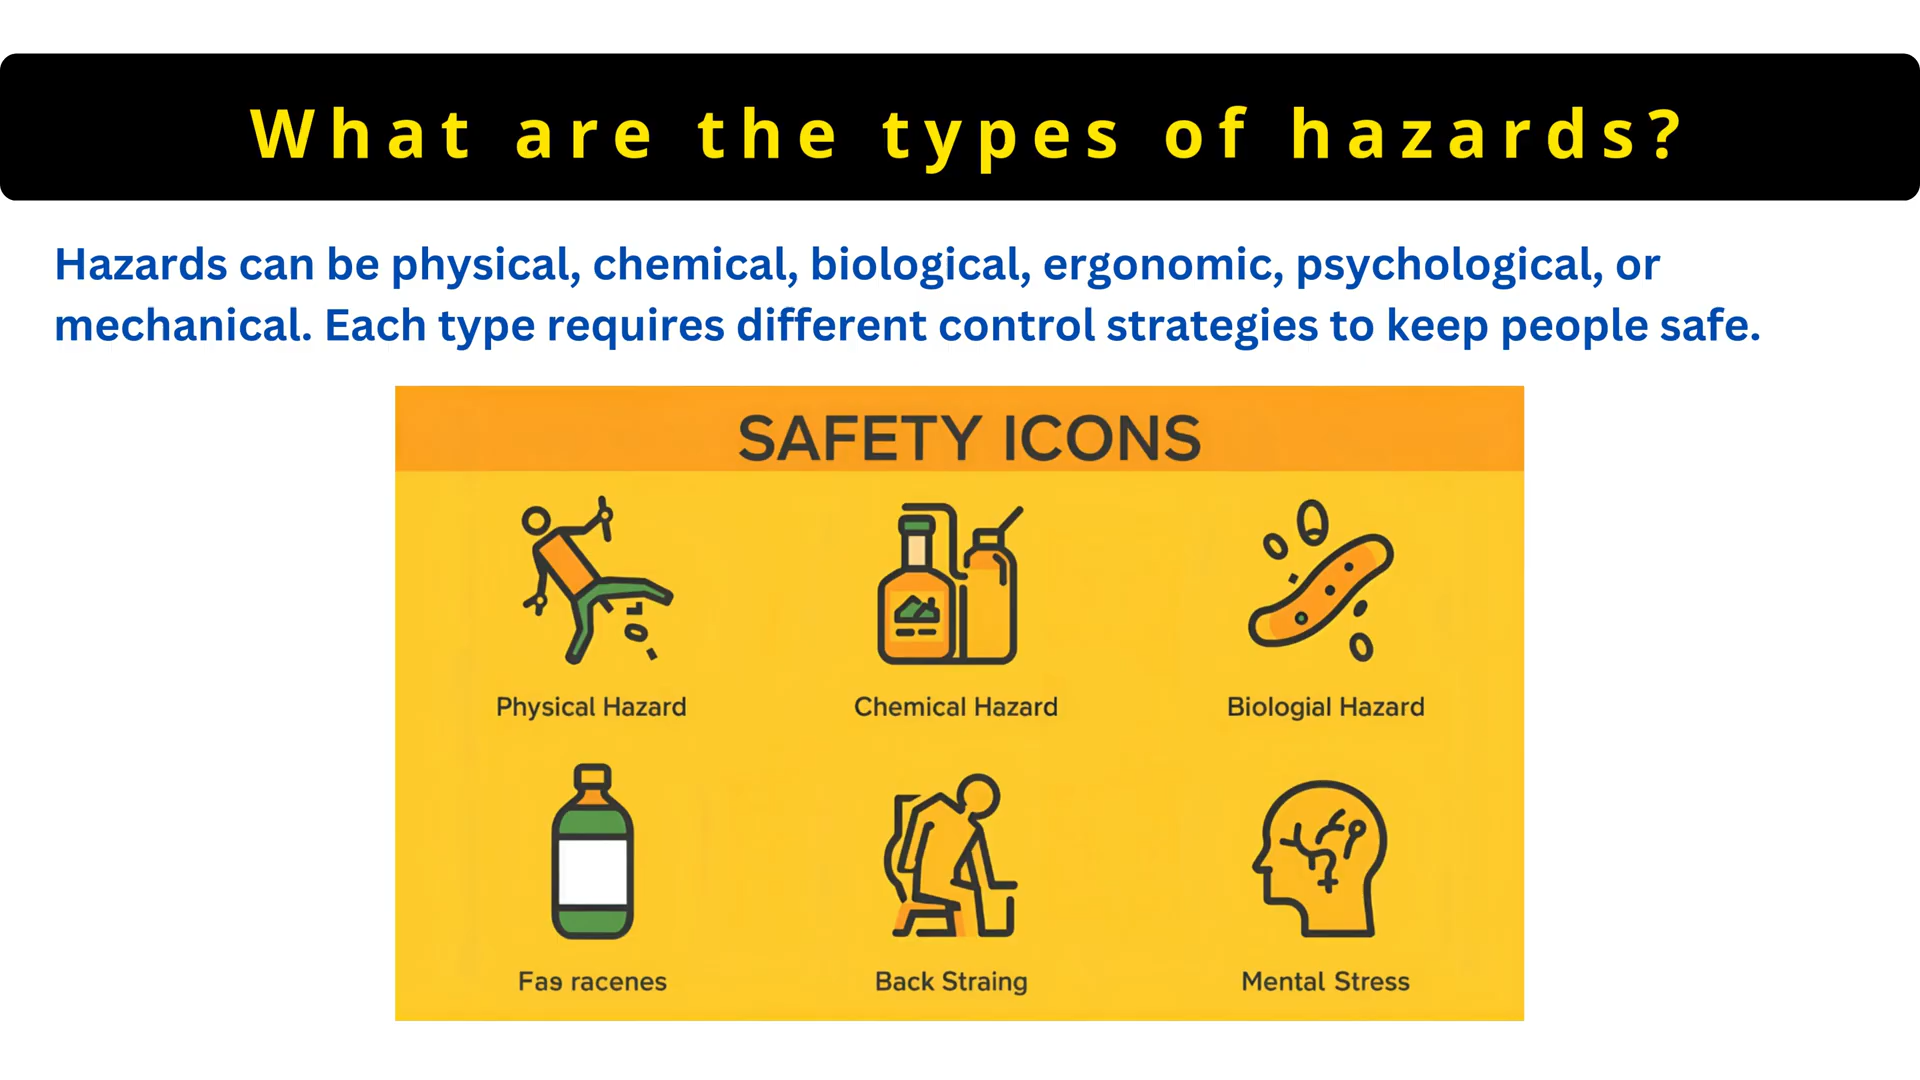 What are the types of hazards?
Hazards can be physical, chemical, biological, ergonomic, psychological, or
mechanical. Each type requires different control strategies to keep people safe.
SAFETY ICONS
Physical Hazard
Chemical Hazard
Biologial Hazard
Fas racenes
Back Straing
Mental Stress